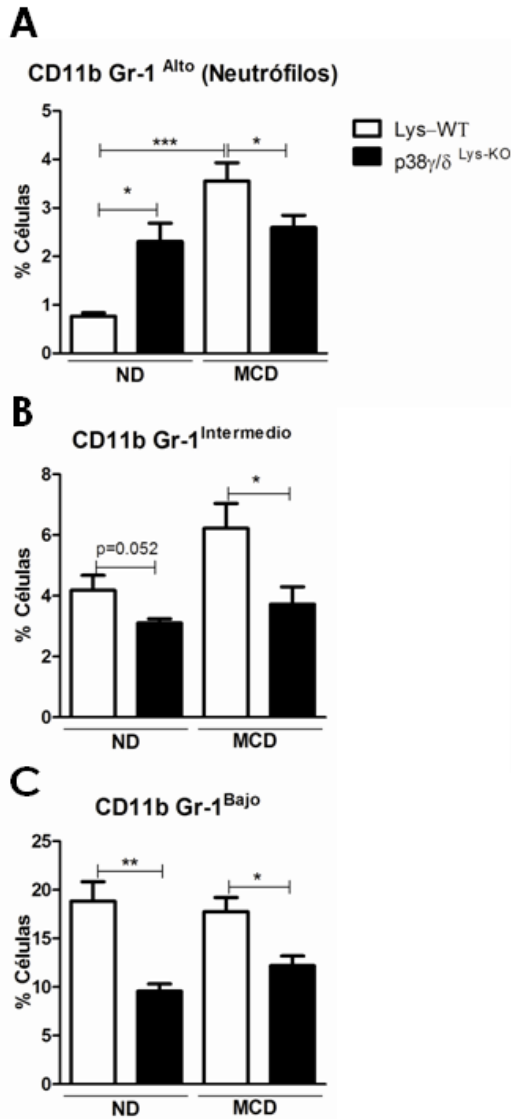 A
CD11b Gr-1 Alto (Neutrófilos)
5
4
3
2
1
0
% Células
***
*
*
Lys–WT
p38γ/δ Lys-KO
ND
MCD
B
CD11b Gr-1Intermedio
8
6
4
2
0
% Células
p=0.052
*
ND
MCD
C
CD11b Gr-1Bajo
25
20
15
10
5
0
% Células
**
*
ND
MCD